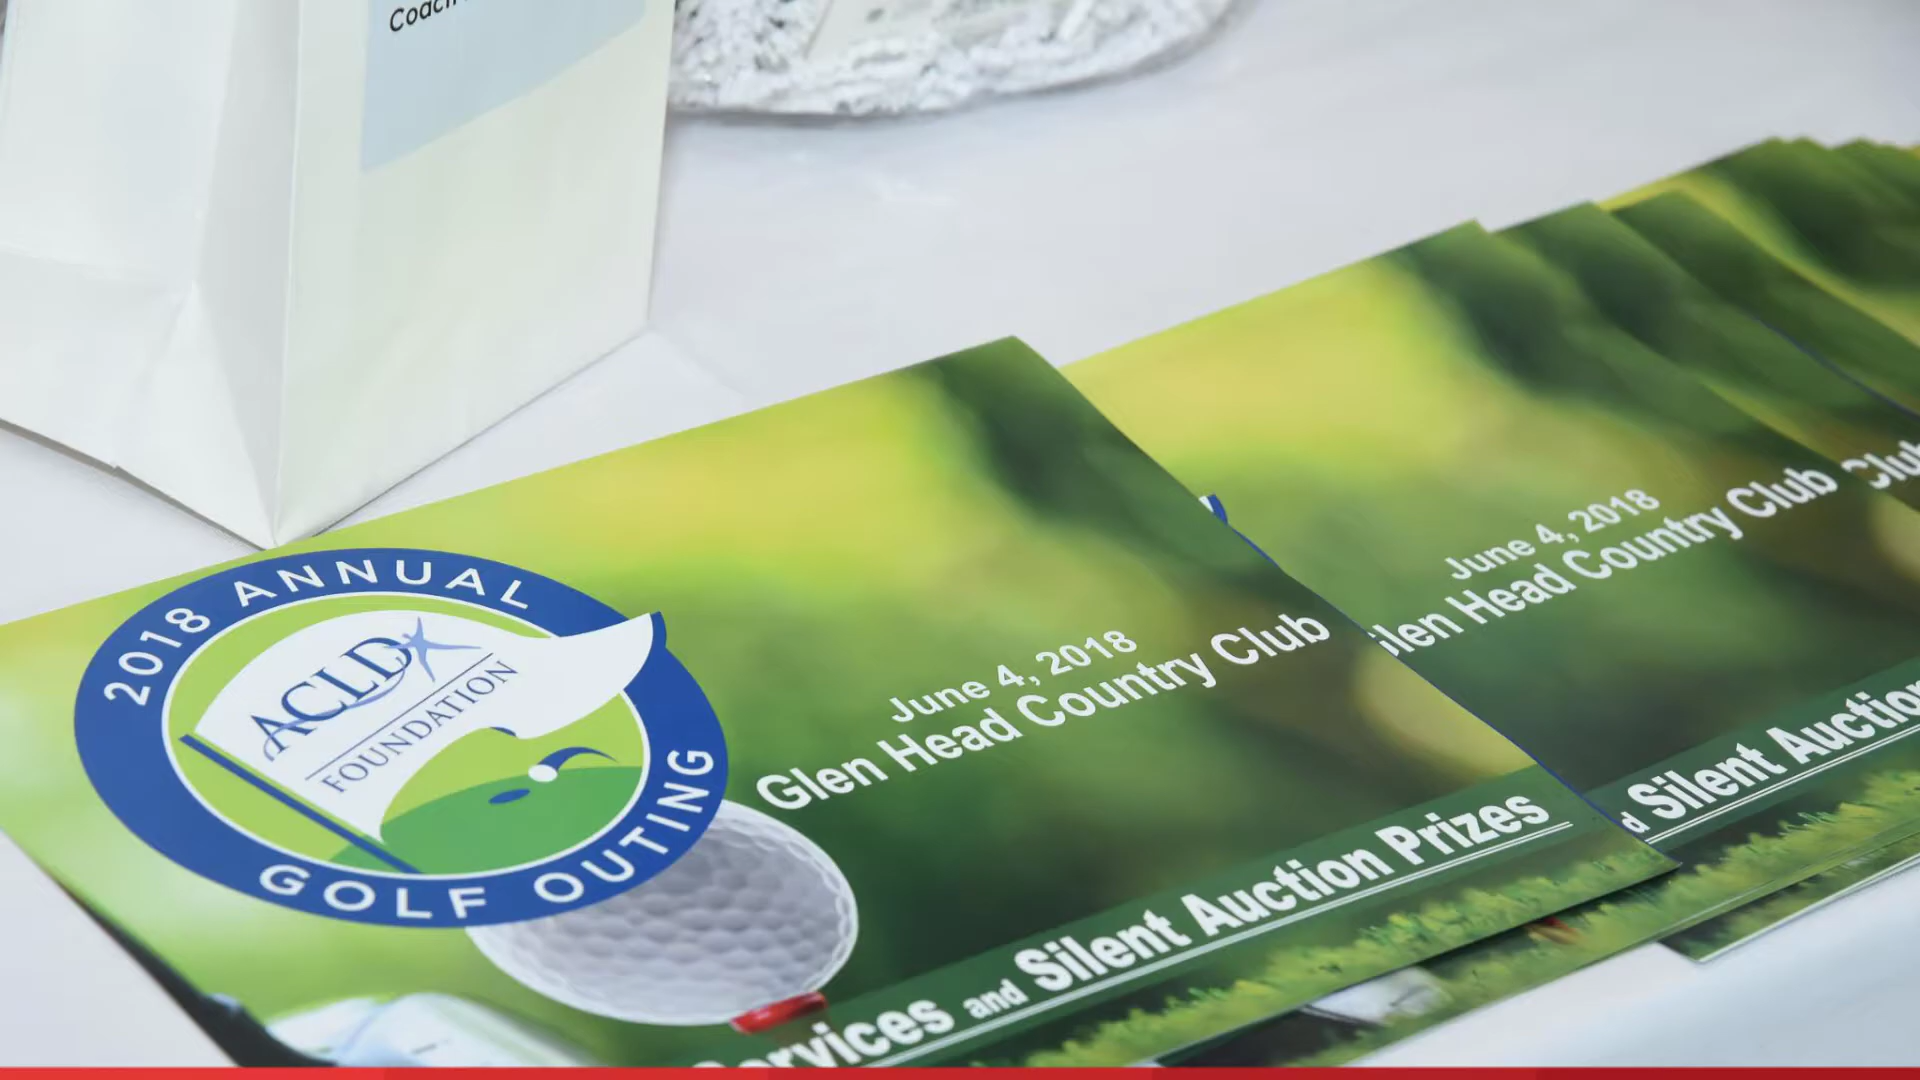 Coach
2018 ANNUAL
ACLD
FOUNDATION
GOLF OUTING
June 4, 2018
Glen Head Country Club
Services and Silent Auction Prizes
June 4, 2018
Glen Head Country Club
Silent Auction
Club